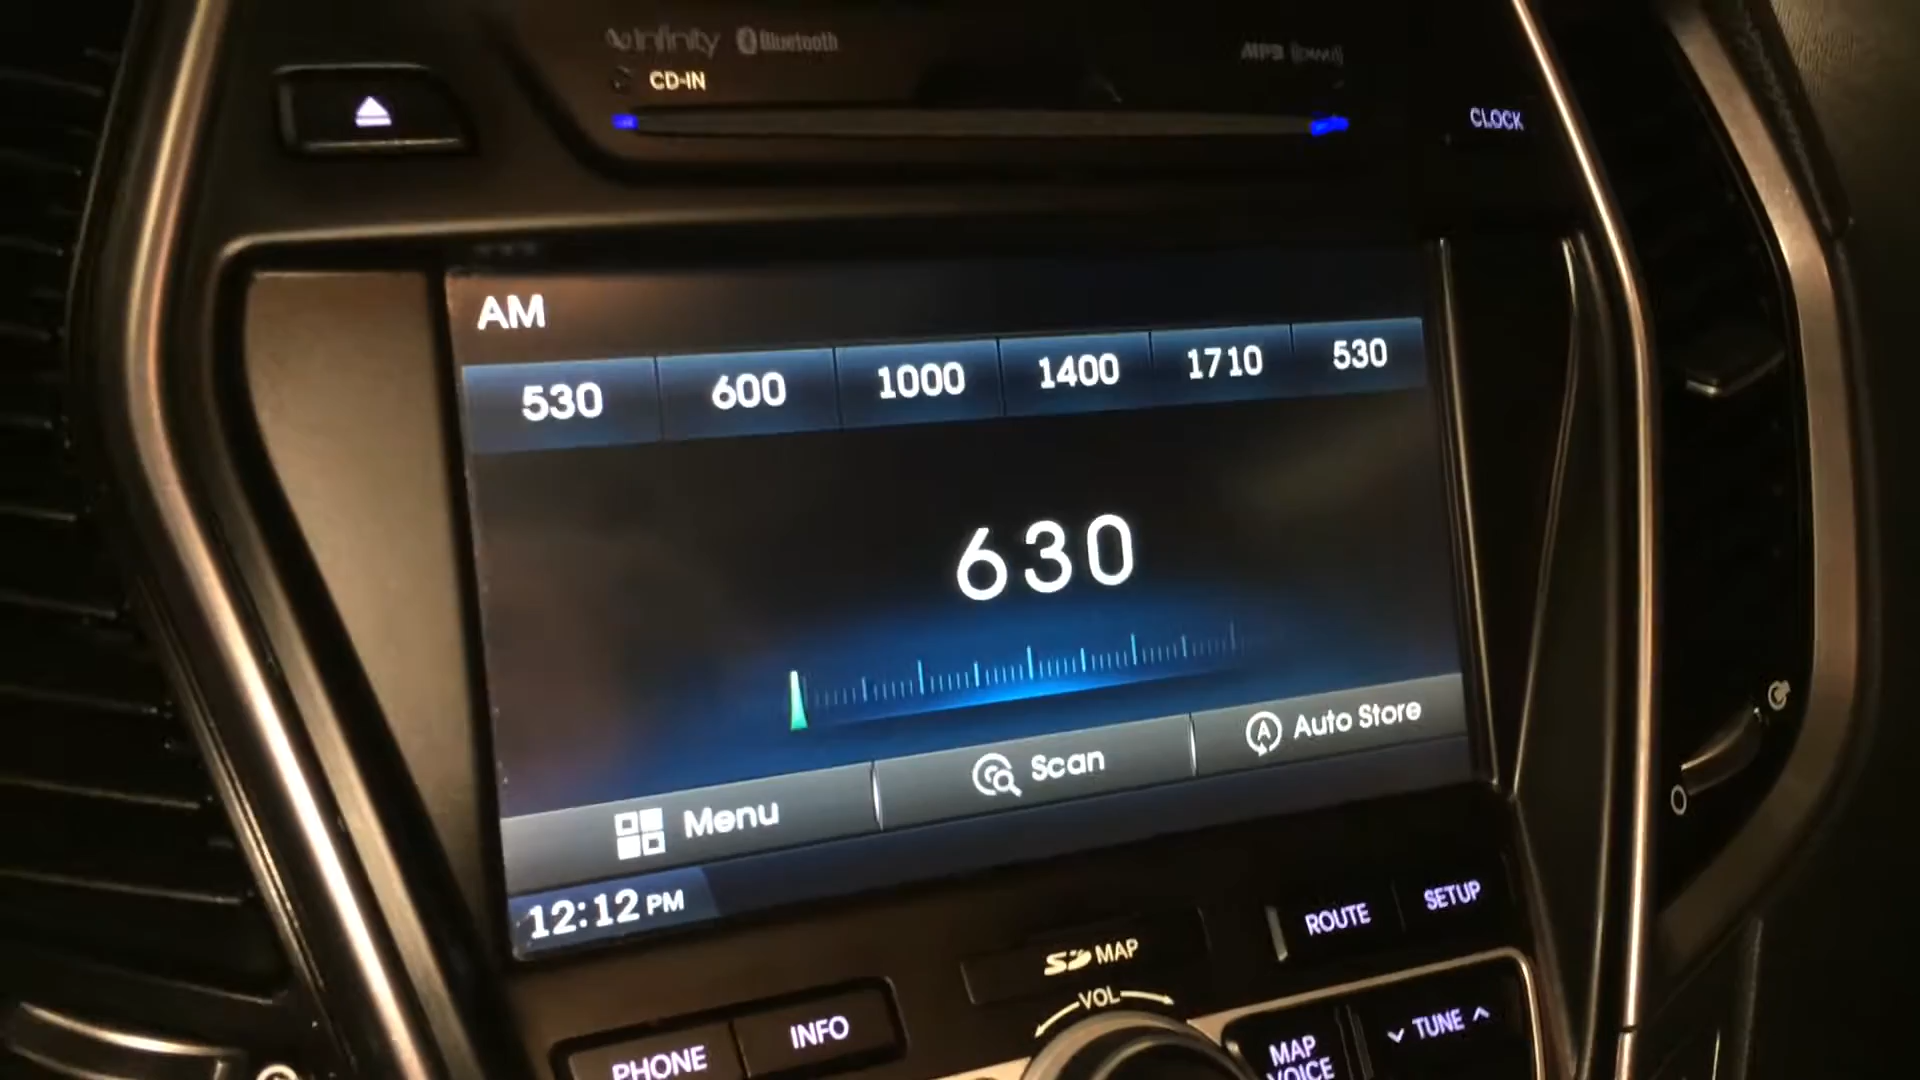 Infinity Bluetooth MP3
CD-IN
CLOCK
AM
530 600 1000 1400 1710 530
630
Menu Scan Auto Store
12:12 PM
ROUTE SETUP
SD MAP
VOL
PHONE INFO
MAP VOICE
TUNE